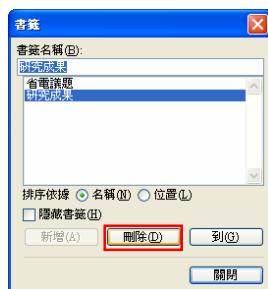 書籤
書籤名稱(B):
研究成果
省電議題
研究成果
排序依據 名稱(N) 位置(L)
隱藏書籤(H)
新增(A) 刪除(D) 到(G)
關閉